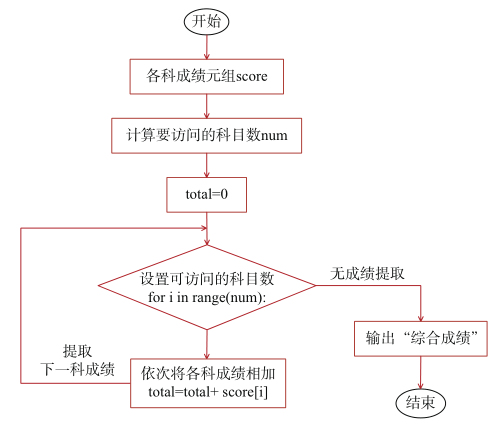 开始
各科成绩元组score
计算要访问的科目数num
total=0
设置可访问的科目数
for i in range(num):
无成绩提取
输出“综合成绩”
提取
下一科成绩
依次将各科成绩相加
total=total+ score[i]
结束